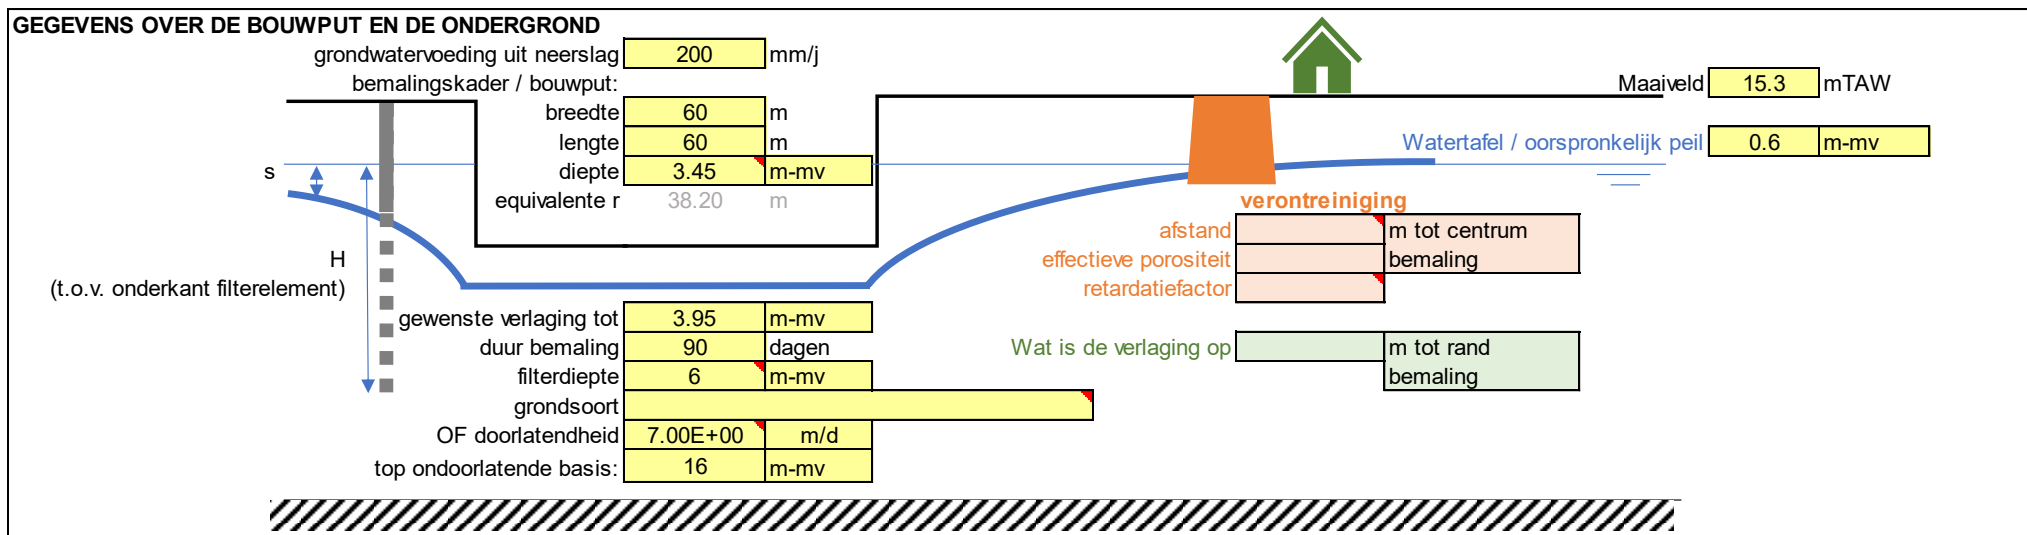 GEGEVENS OVER DE BOUWPUT EN DE ONDERGROND
grondwatervoeding uit neerslag 200 mm/j
bemalingskader / bouwput:
Maaiveld 15.3 mTAW
breedte 60 m
lengte 60 m
Watertafel / oorspronkelijk peil 0.6 m-mv
s
diepte 3.45 m-mv
equivalente r 38.20 m
verontreiniging
afstand m tot centrum
H
effectieve porositeit bemaling
(t.o.v. onderkant filterelement)
retardatiefactor
gewenste verlaging tot 3.95 m-mv
duur bemaling 90 dagen
Wat is de verlaging op m tot rand
filterdiepte 6 m-mv
bemaling
grondsoort
OF doorlatendheid 7.00E+00 m/d
top ondoorlatende basis: 16 m-mv